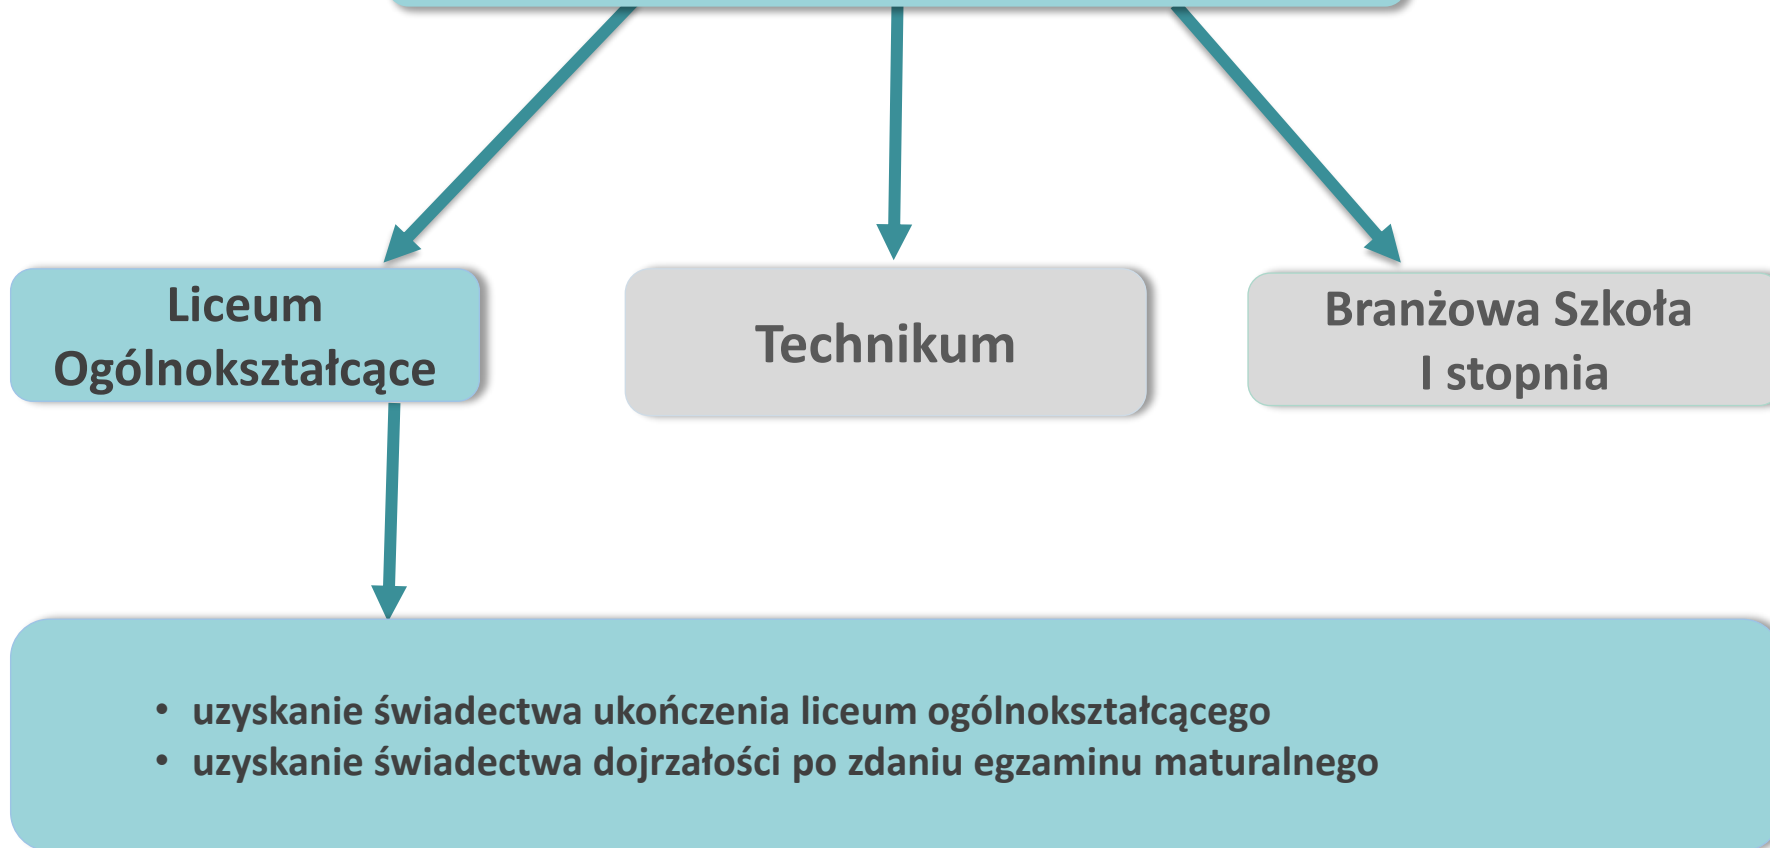 Liceum
Ogólnokształcące
Technikum
Branżowa Szkoła
I stopnia
• uzyskanie świadectwa ukończenia liceum ogólnokształcącego
• uzyskanie świadectwa dojrzałości po zdaniu egzaminu maturalnego